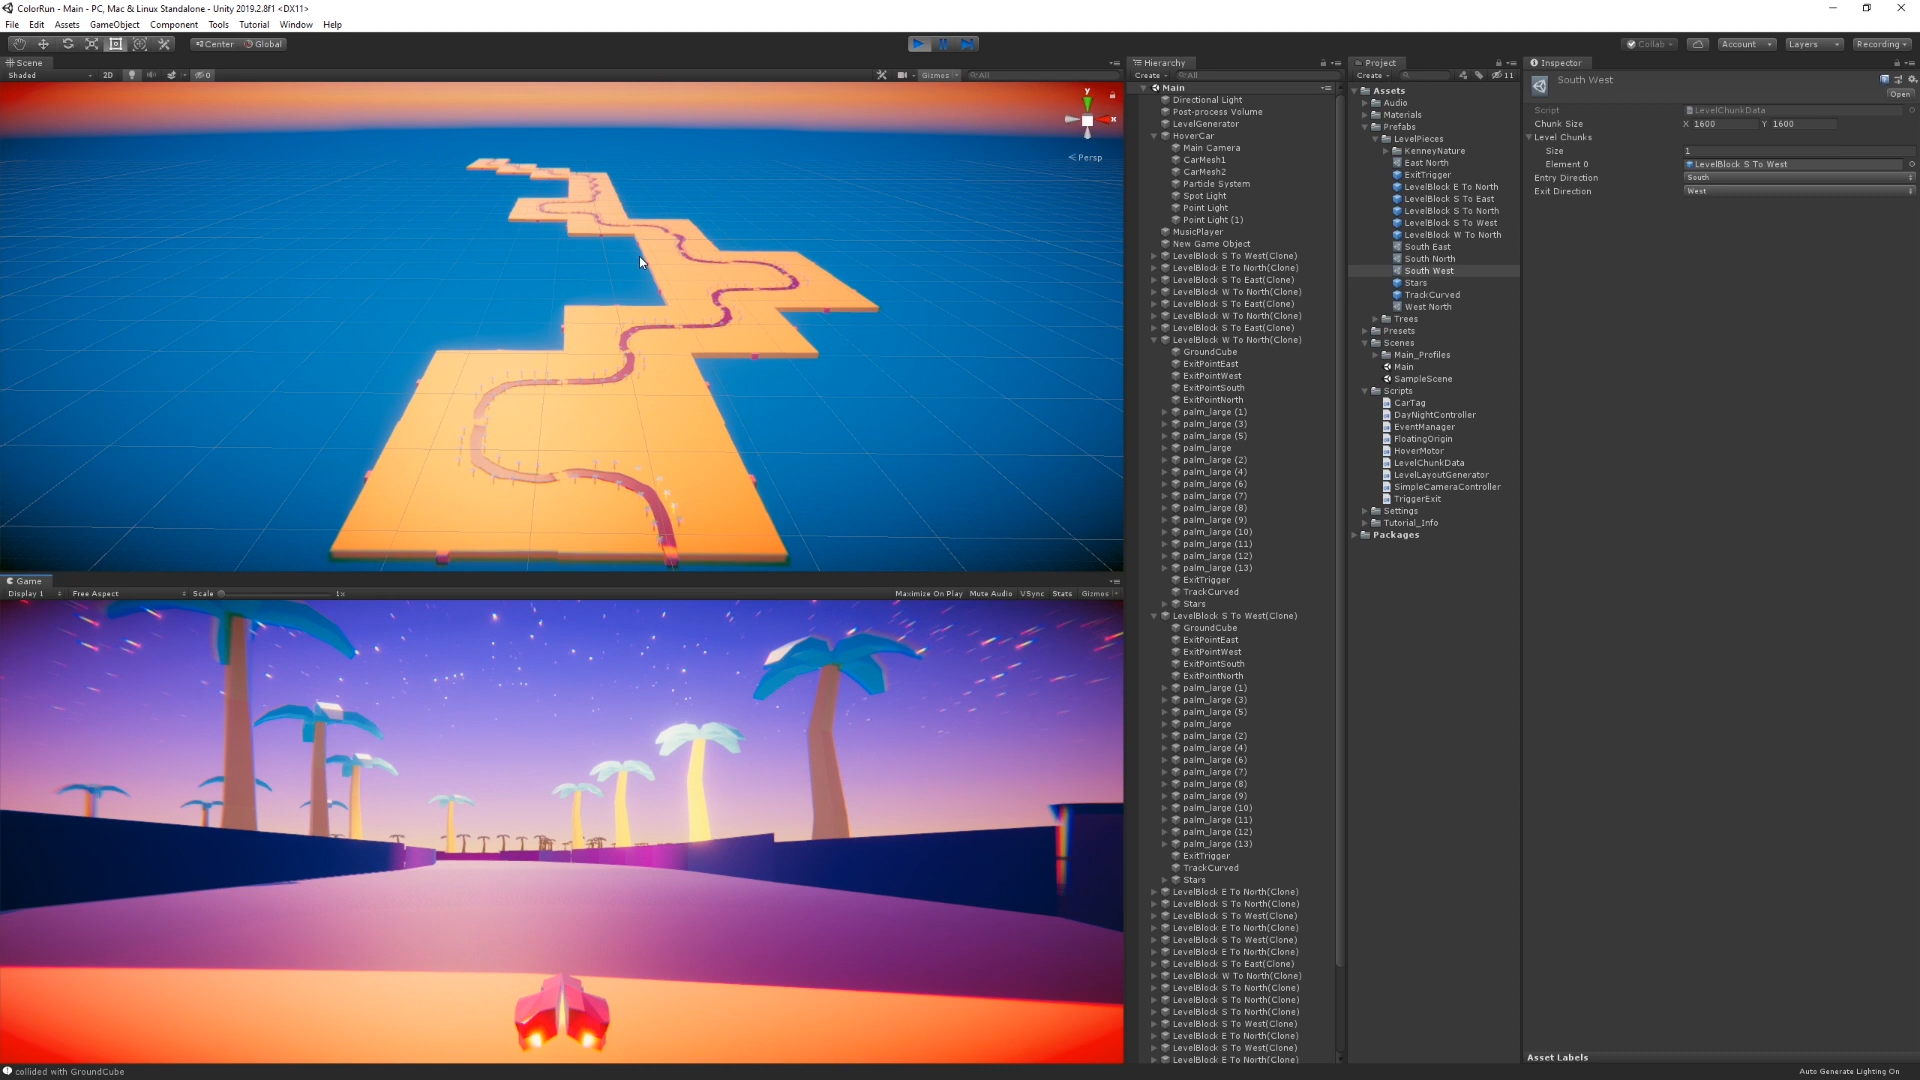 ColorRun - Main - PC, Mac & Linux Standalone - Unity 2019.2.8f1 <DX11>
File Edit Assets GameObject Component Tools Tutorial Window Help
Center Global
Collab Account Layers Recording
Scene
Shaded 2D 0 Gizmos All
y
x
Persp
Game
Display 1 Free Aspect Scale 1x Maximize On Play Mute Audio VSync Stats Gizmos
Hierarchy
Create All
Main
Directional Light
Post-process Volume
LevelGenerator
HoverCar
Main Camera
CarMesh1
CarMesh2
Particle System
Spot Light
Point Light
Point Light (1)
MusicPlayer
New Game Object
LevelBlock S To West(Clone)
LevelBlock E To North(Clone)
LevelBlock S To East(Clone)
LevelBlock W To North(Clone)
LevelBlock S To East(Clone)
LevelBlock W To North(Clone)
LevelBlock S To East(Clone)
LevelBlock W To North(Clone)
GroundCube
ExitPointEast
ExitPointWest
ExitPointSouth
ExitPointNorth
palm_large (1)
palm_large (3)
palm_large (5)
palm_large
palm_large (2)
palm_large (4)
palm_large (6)
palm_large (7)
palm_large (8)
palm_large (9)
palm_large (10)
palm_large (11)
palm_large (12)
palm_large (13)
ExitTrigger
TrackCurved
Stars
LevelBlock S To West(Clone)
GroundCube
ExitPointEast
ExitPointWest
ExitPointSouth
ExitPointNorth
palm_large (1)
palm_large (3)
palm_large (5)
palm_large
palm_large (2)
palm_large (4)
palm_large (6)
palm_large (7)
palm_large (8)
palm_large (9)
palm_large (10)
palm_large (11)
palm_large (12)
palm_large (13)
ExitTrigger
TrackCurved
Stars
LevelBlock E To North(Clone)
LevelBlock S To North(Clone)
LevelBlock S To West(Clone)
LevelBlock E To North(Clone)
LevelBlock S To West(Clone)
LevelBlock E To North(Clone)
LevelBlock S To East(Clone)
LevelBlock W To North(Clone)
LevelBlock S To North(Clone)
LevelBlock S To North(Clone)
LevelBlock S To North(Clone)
LevelBlock S To West(Clone)
LevelBlock E To North(Clone)
LevelBlock S To West(Clone)
LevelBlock E To North(Clone)
Project
Create 11
Assets
Audio
Materials
Prefabs
LevelPieces
KenneyNature
East North
ExitTrigger
LevelBlock E To North
LevelBlock S To East
LevelBlock S To North
LevelBlock S To West
LevelBlock W To North
South East
South North
South West
Stars
TrackCurved
West North
Trees
Presets
Scenes
Main_Profiles
Main
SampleScene
Scripts
CarTag
DayNightController
EventManager
FloatingOrigin
HoverMotor
LevelChunkData
LevelLayoutGenerator
SimpleCameraController
TriggerExit
Settings
Tutorial_Info
Packages
Inspector
South West
Open
Script LevelChunkData
Chunk Size X 1600 Y 1600
Level Chunks
Size 1
Element 0 LevelBlock S To West
Entry Direction South
Exit Direction West
Asset Labels
collided with GroundCube
Auto Generate Lighting On